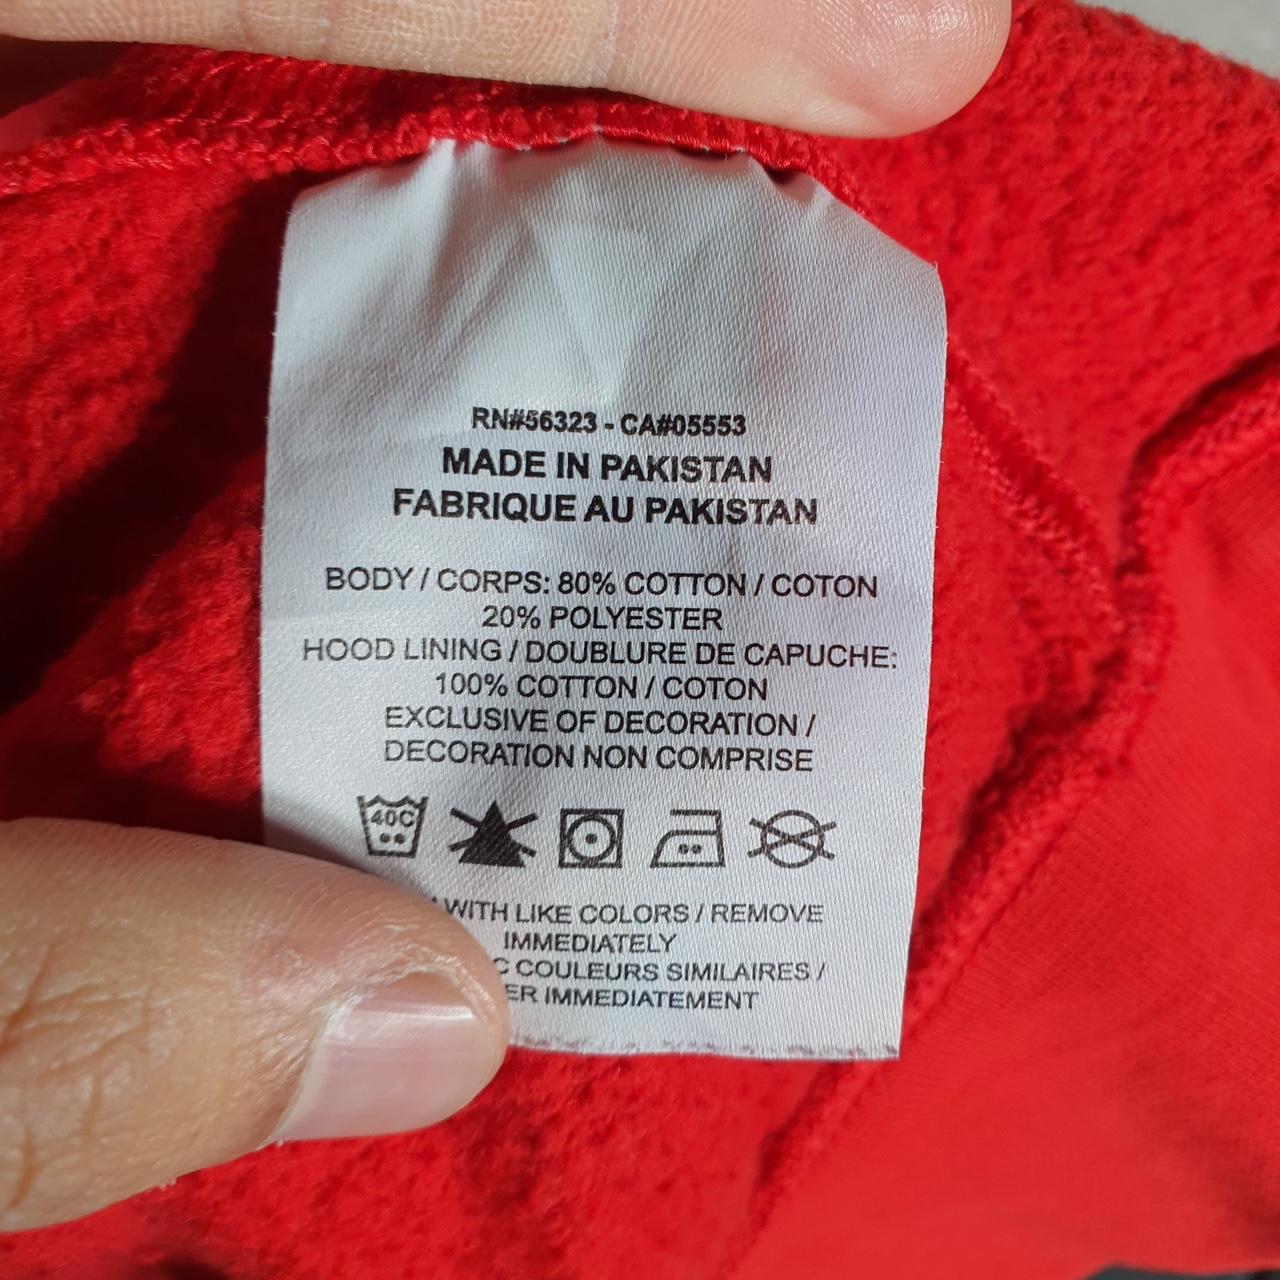 RN#56323 - CA#05553
MADE IN PAKISTAN
FABRIQUE AU PAKISTAN
BODY / CORPS: 80% COTTON / COTON
20% POLYESTER
HOOD LINING / DOUBLURE DE CAPUCHE:
100% COTTON / COTON
EXCLUSIVE OF DECORATION /
DECORATION NON COMPRISE
40C
WITH LIKE COLORS / REMOVE
IMMEDIATELY
COULEURS SIMILAIRES /
IMMEDIATEMENT